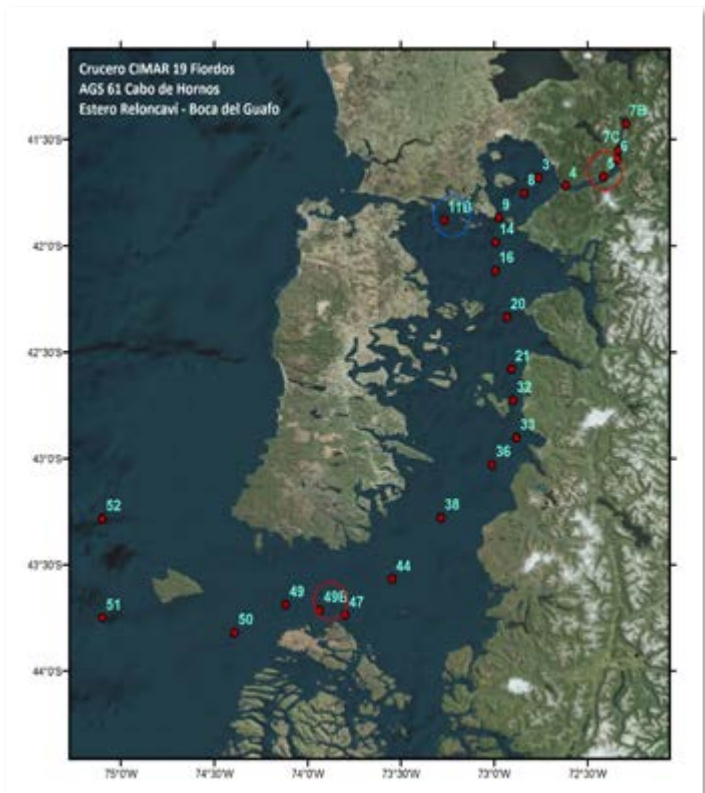 Crucero CIMAR 19 Fiordos
AGS 61 Cabo de Hornos
Estero Reloncaví - Boca del Guafo
7B
41°30'S
7C
6
3
5
4
8
11B
9
42°0'S
14
16
20
42°30'S
21
32
33
43°0'S
36
52
38
43°30'S
44
49
49B
47
51
50
44°0'S
75°0'W
74°30'W
74°0'W
73°30'W
73°0'W
72°30'W